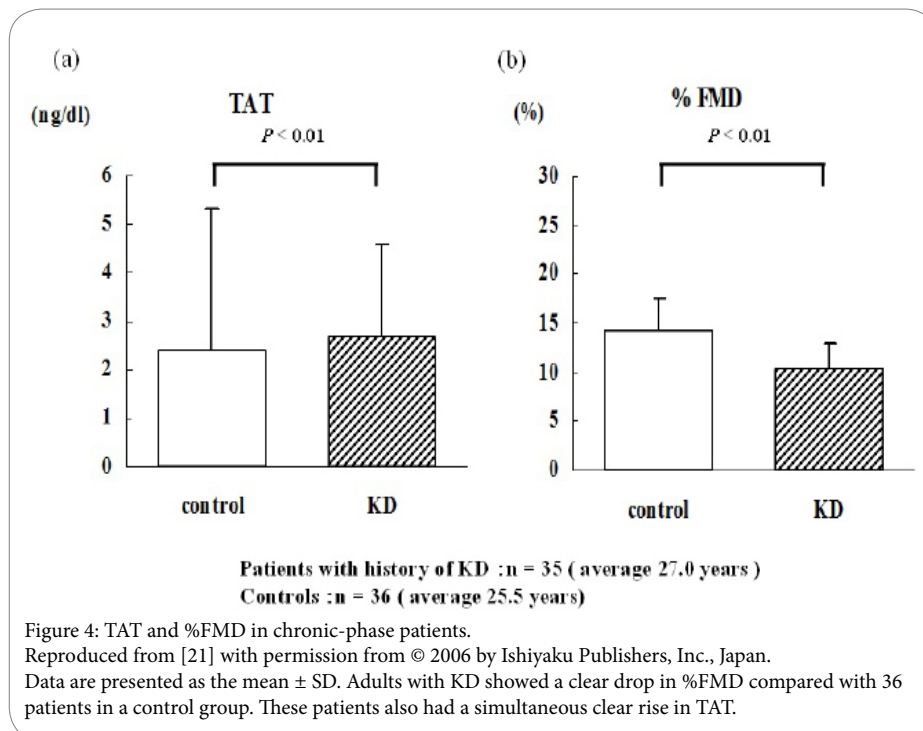 (a)
(ng/dl)
TAT
P < 0.01
6
5
4
3
2
1
0
control
KD
(b)
(%)
% FMD
P < 0.01
30
25
20
15
10
5
0
control
KD
Patients with history of KD :n = 35 ( average 27.0 years )
Controls :n = 36 ( average 25.5 years)
Figure 4: TAT and %FMD in chronic-phase patients.
Reproduced from [21] with permission from © 2006 by Ishiyaku Publishers, Inc., Japan.
Data are presented as the mean ± SD. Adults with KD showed a clear drop in %FMD compared with 36
patients in a control group. These patients also had a simultaneous clear rise in TAT.